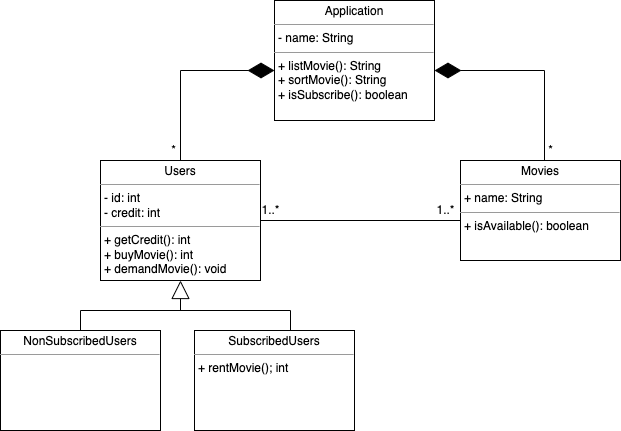 Application
- name: String
+ listMovie(): String
+ sortMovie(): String
+ isSubscribe(): boolean
*
*
Users
- id: int
- credit: int
+ getCredit(): int
+ buyMovie(): int
+ demandMovie(): void
1..*
1..*
Movies
+ name: String
+ isAvailable(): boolean
NonSubscribedUsers
SubscribedUsers
+ rentMovie(); int